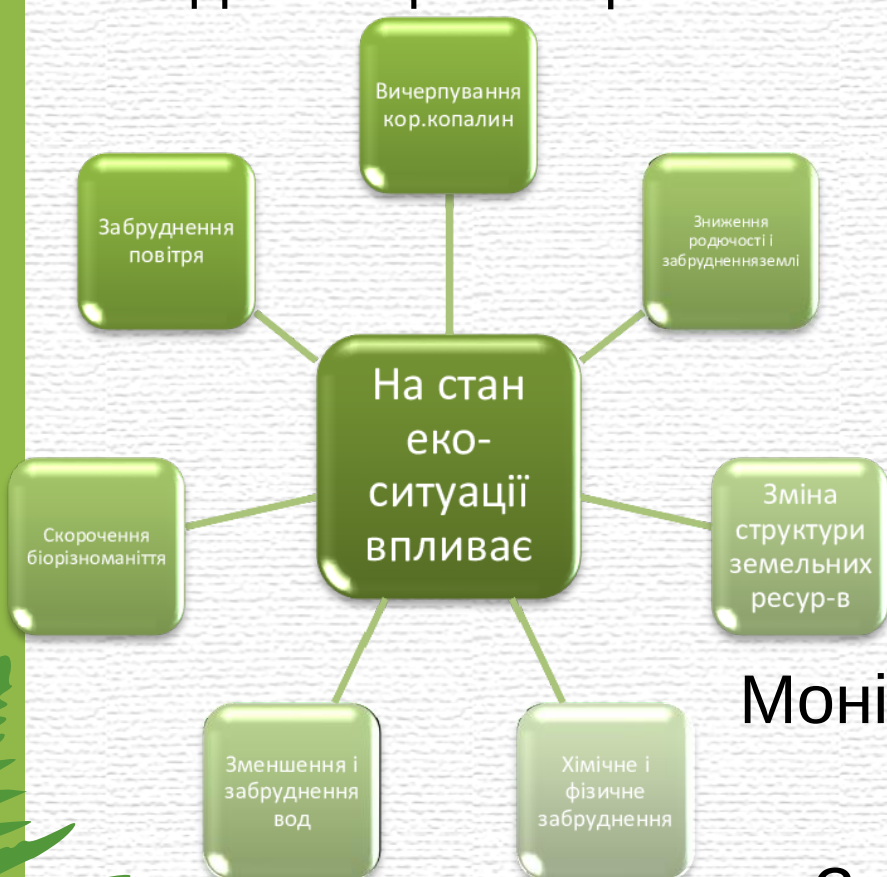 Вичерпування
кор.копалин
Зниження
родючості і
забрудненняземлі
Зміна
структури
земельних
ресур-в
Хімічне і
фізичне
забруднення
Зменшення і
забруднення
вод
Скорочення
біорізноманіття
Забруднення
повітря
На стан
еко-
ситуації
впливає
Моні